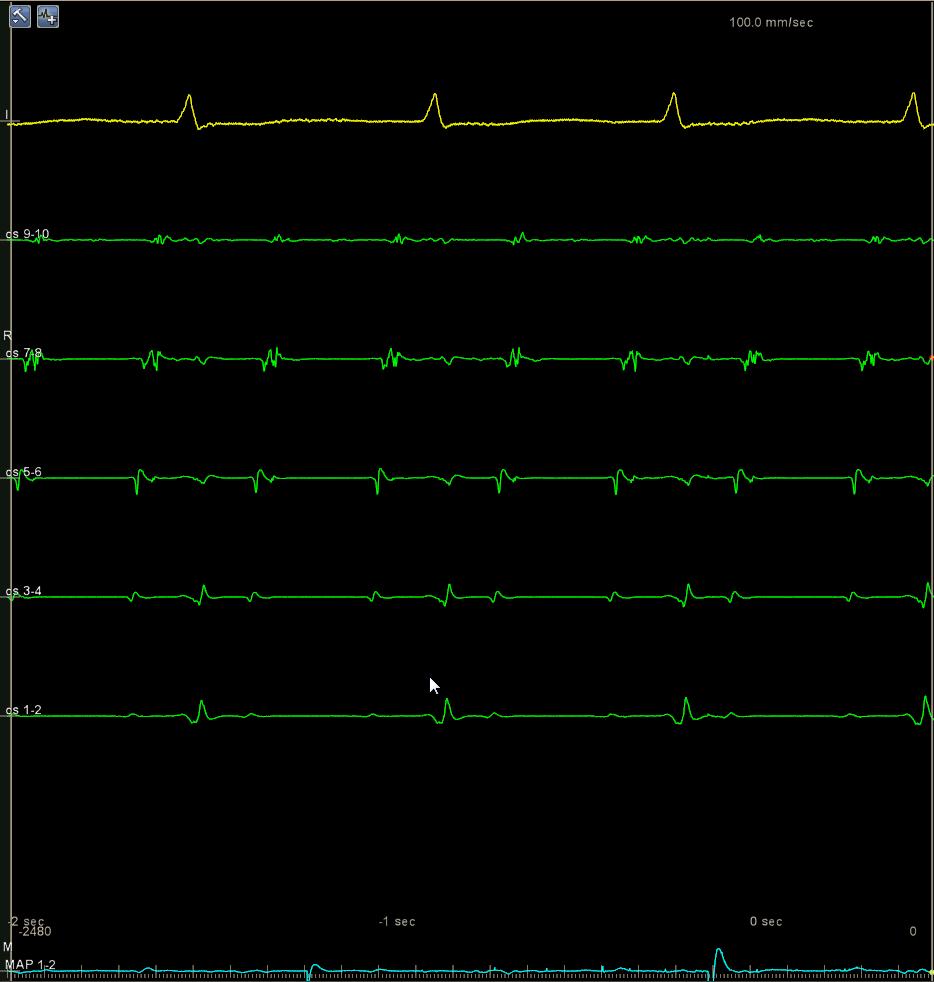 100.0 mm/sec
I
cs 9-10
R
cs 7-8
cs 5-6
cs 3-4
cs 1-2
-2 sec
-1 sec
0 sec
-2480
0
M
MAP 1-2